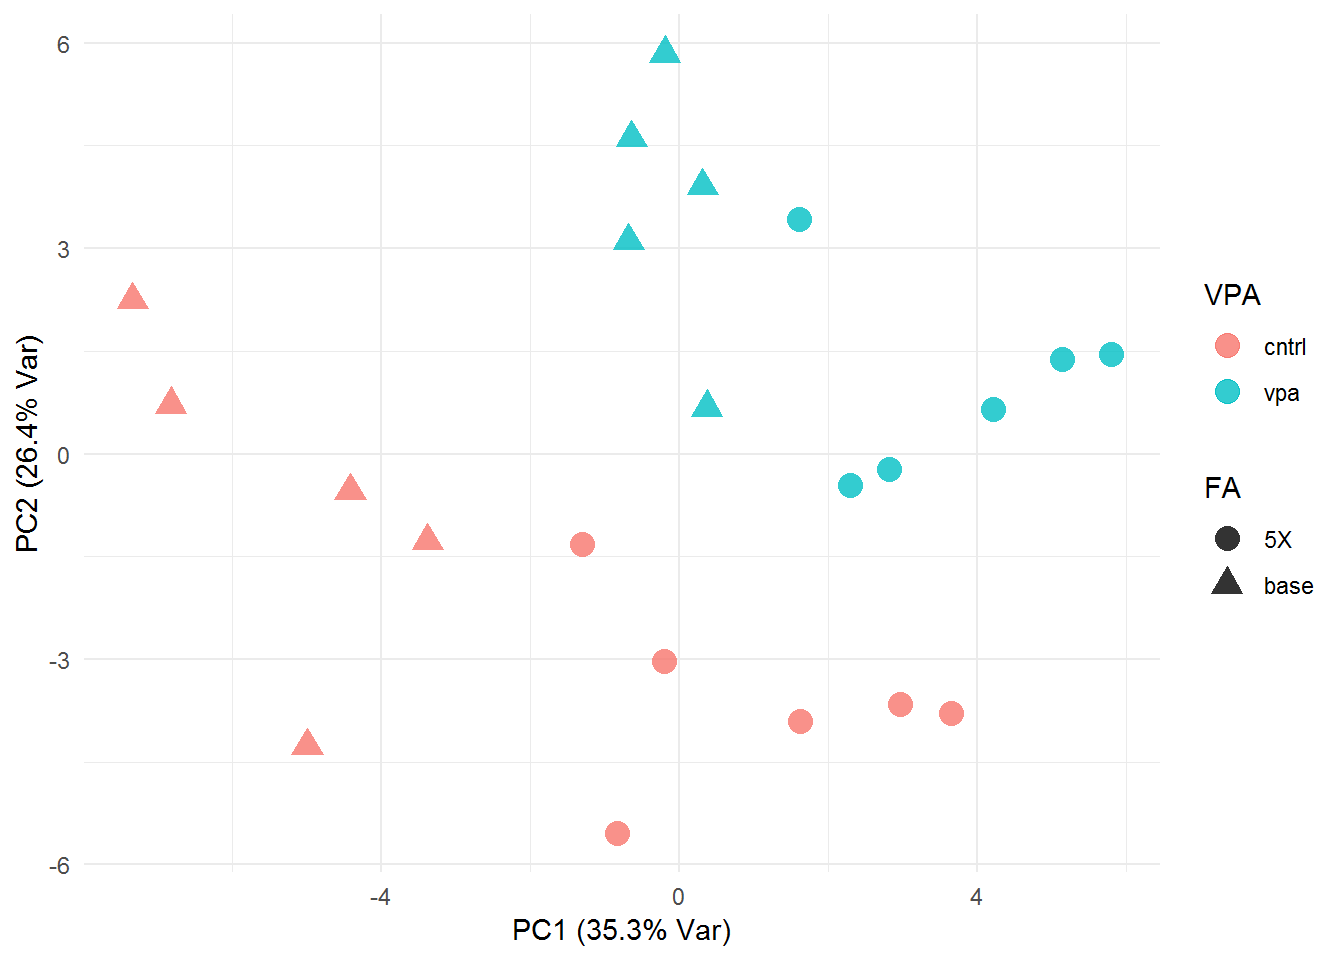 6
3
0
-3
-6
-4
0
4
PC1 (35.3% Var)
PC2 (26.4% Var)
VPA
cntrl
vpa
FA
5X
base